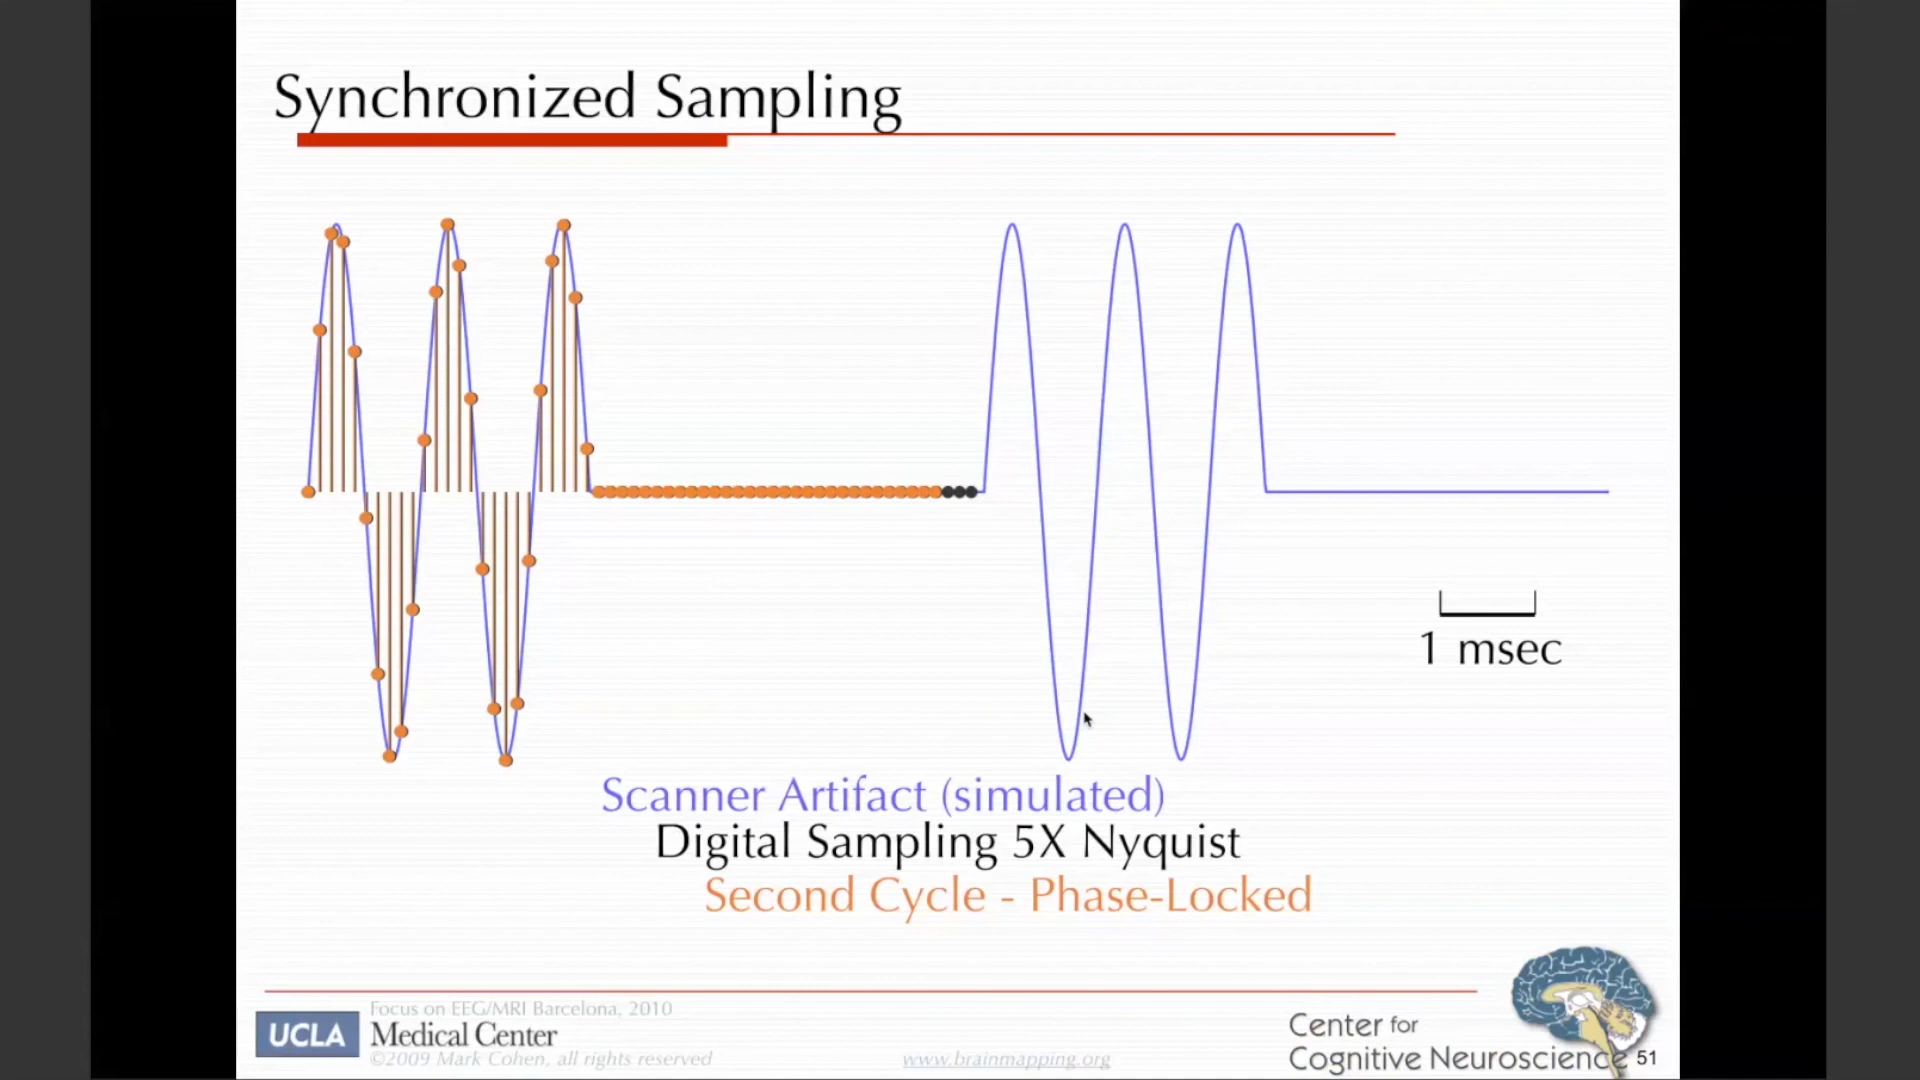 Synchronized Sampling
1 msec
Scanner Artifact (simulated)
Digital Sampling 5X Nyquist
Second Cycle - Phase-Locked
Focus on EEG/MRI Barcelona, 2010
UCLA Medical Center
©2009 Mark Cohen, all rights reserved
www.brainmapping.org
Center for
Cognitive Neuroscience
51